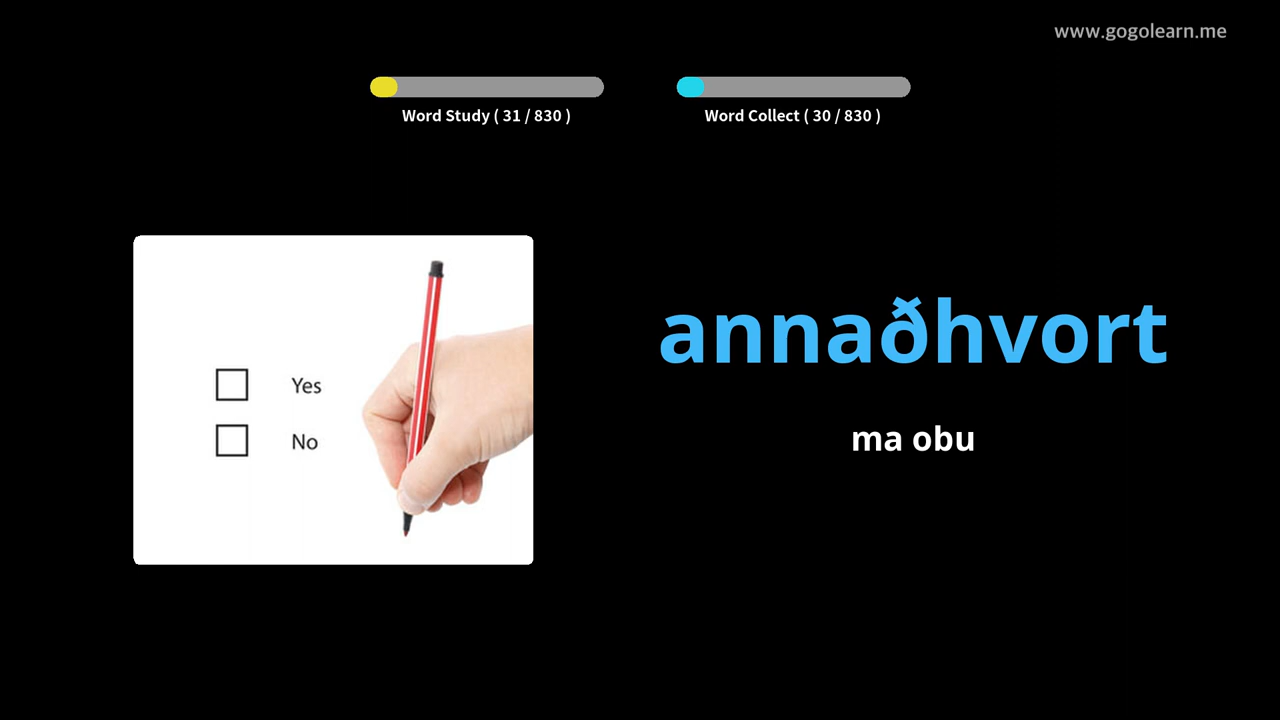 www.gogolearn.me
Word Study ( 31 / 830 )
Word Collect ( 30 / 830 )
Yes
No
annaðhvort
ma obu